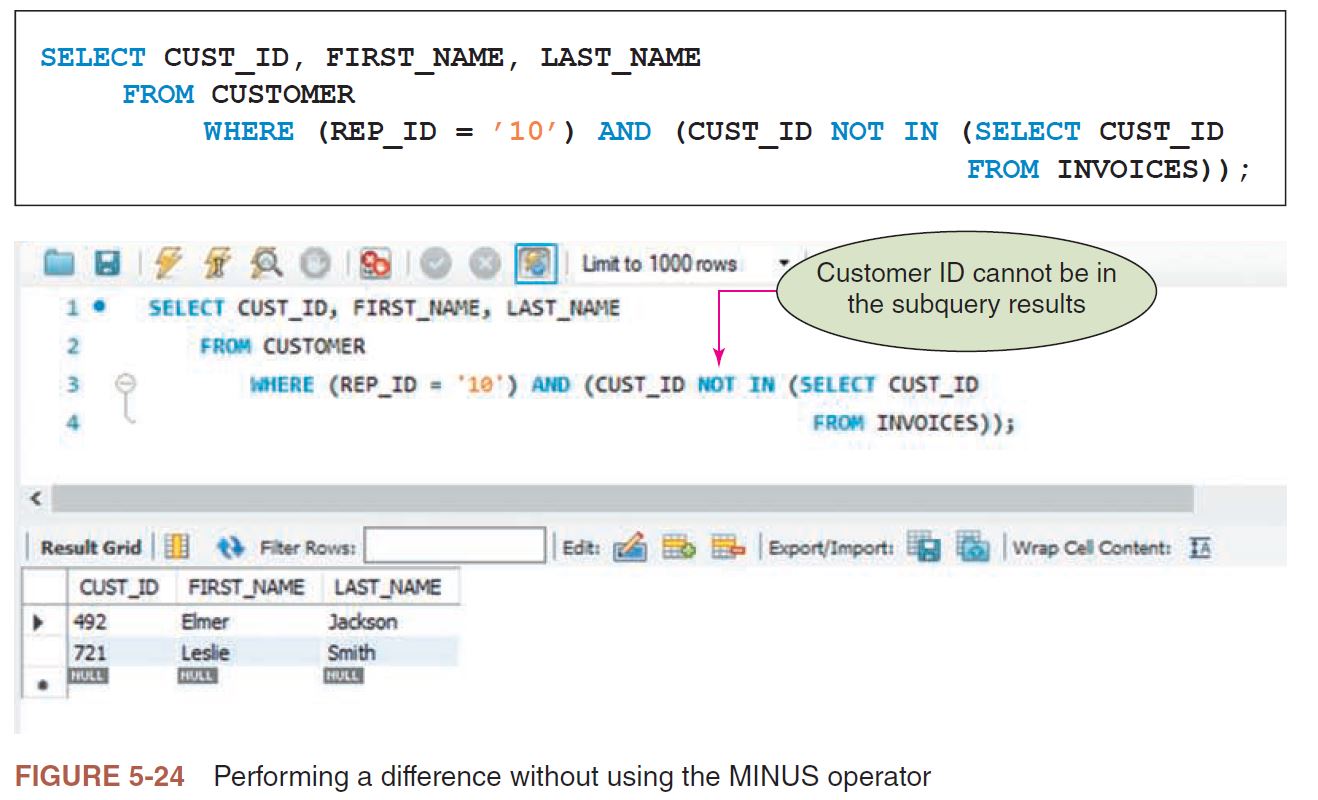 SELECT CUST_ID, FIRST_NAME, LAST_NAME
FROM CUSTOMER
WHERE (REP_ID = '10') AND (CUST_ID NOT IN (SELECT CUST_ID
FROM INVOICES));
Limit to 1000 rows
Customer ID cannot be in
the subquery results
1 SELECT CUST_ID, FIRST_NAME, LAST_NAME
2 FROM CUSTOMER
3 WHERE (REP_ID = '10') AND (CUST_ID NOT IN (SELECT CUST_ID
4 FROM INVOICES));
Result Grid Filter Rows: Edit: Export/Import: Wrap Cell Content: IA
CUST_ID FIRST_NAME LAST_NAME
492 Elmer Jackson
721 Leslie Smith
NULL NULL NULL
FIGURE 5-24 Performing a difference without using the MINUS operator